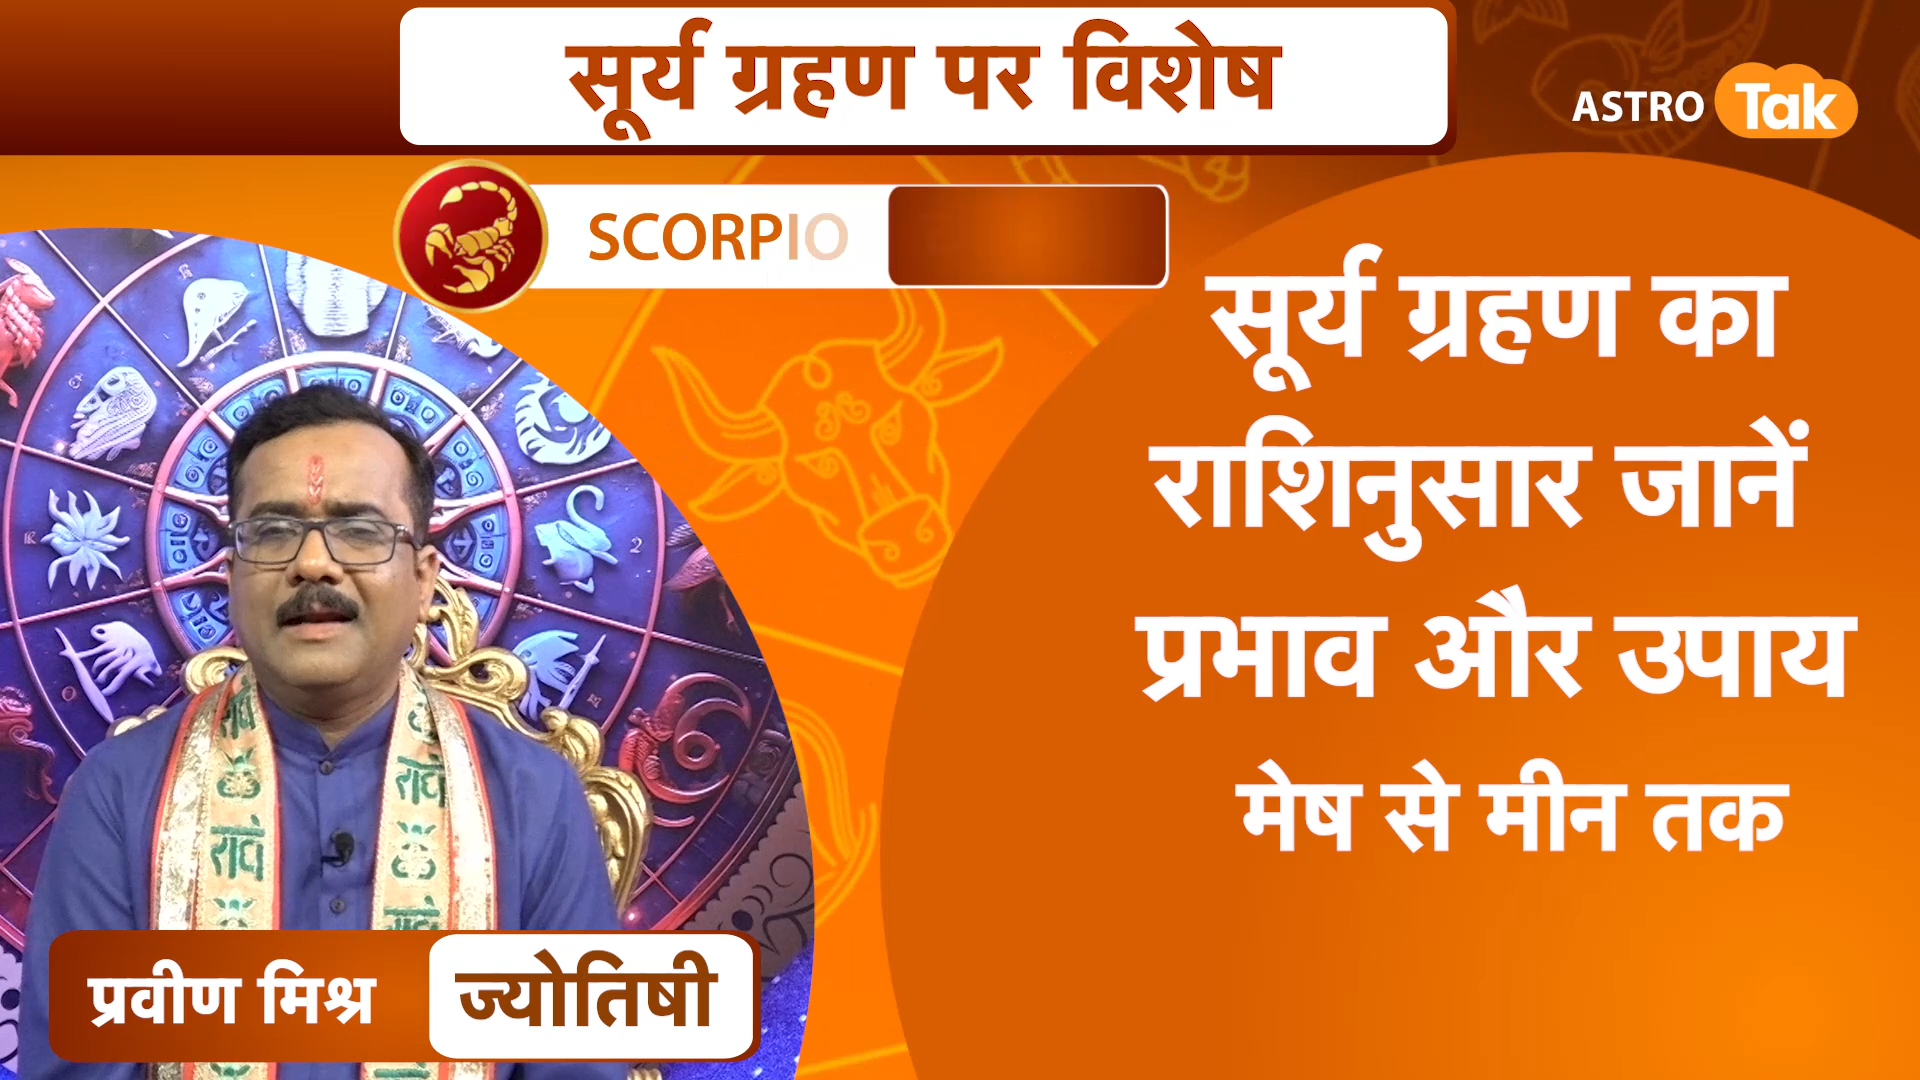 सूर्य ग्रहण पर विशेष
ASTRO Tak
SCORPIO
सूर्य ग्रहण का
राशिनुसार जानें
प्रभाव और उपाय
मेष से मीन तक
राधे
राधे
प्रवीण मिश्र
ज्योतिषी